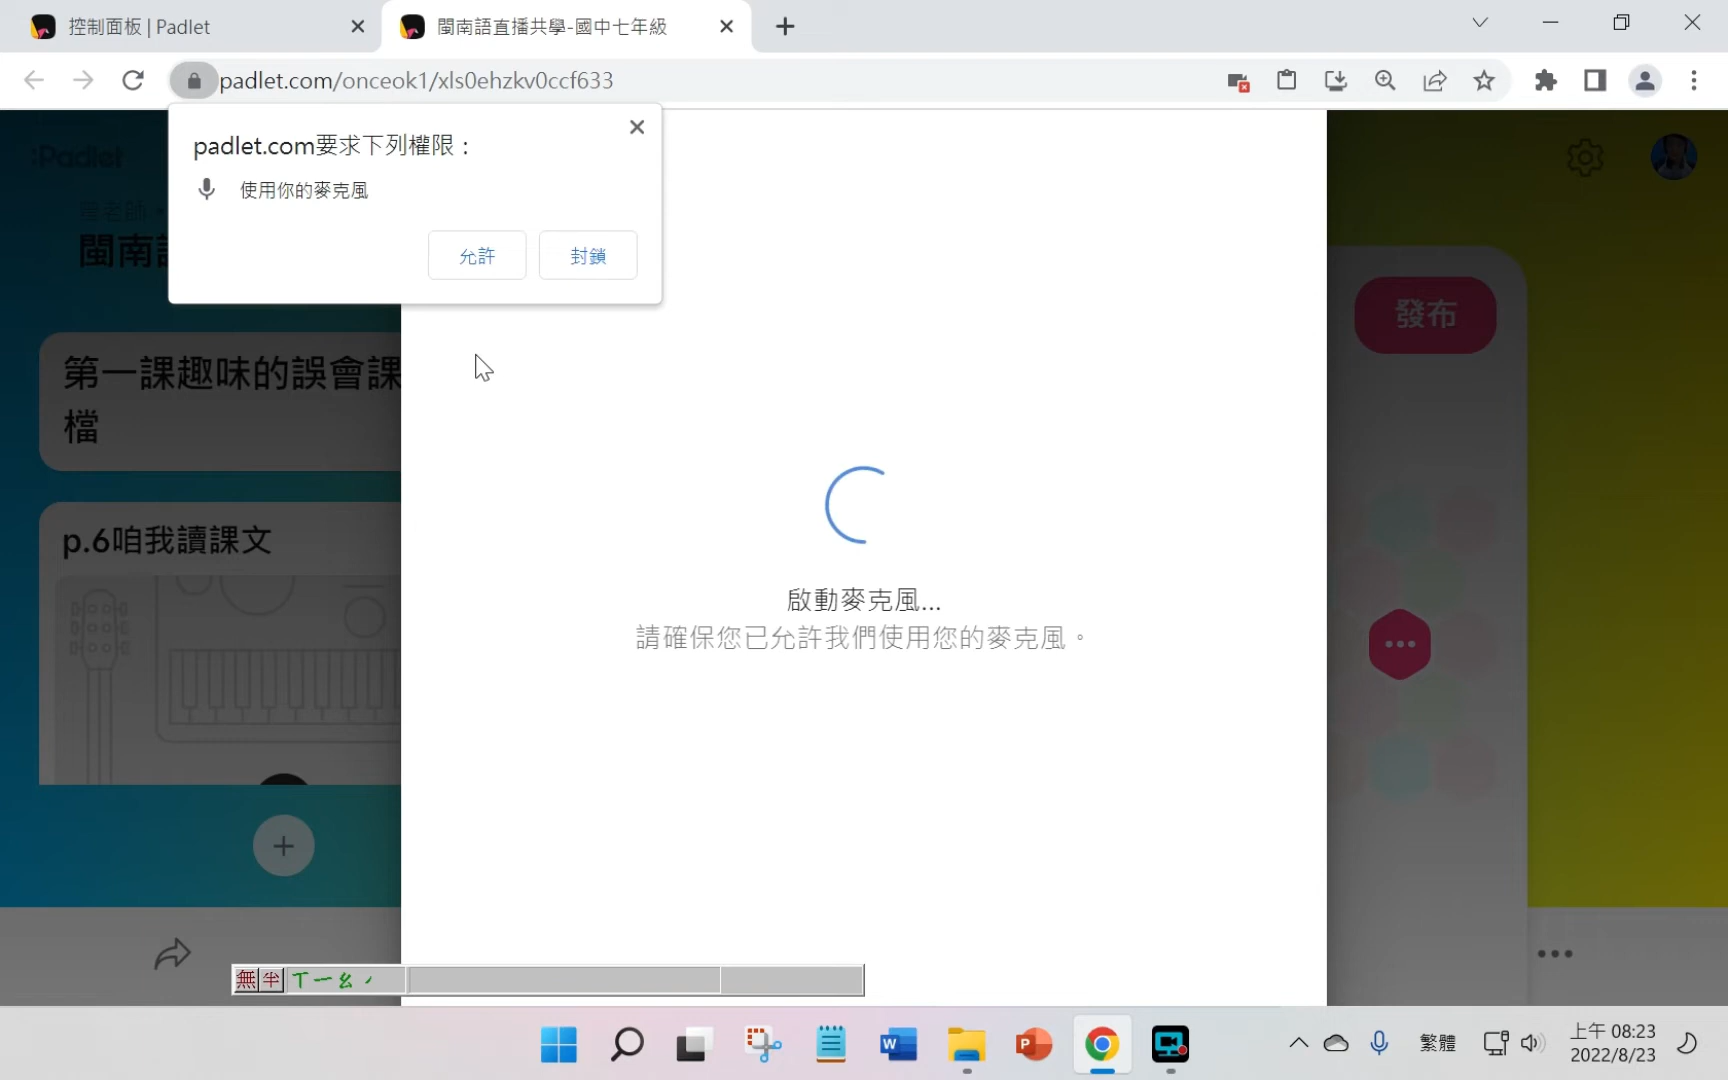 控制面板 | Padlet
閩南語直播共學-國中七年級
padlet.com/onceok1/xls0ehzkv0ccf633
padlet.com要求下列權限：
使用你的麥克風
允許
封鎖
:Padlet
閩南
發布
第一課趣味的誤會課
檔
p.6咱我讀課文
啟動麥克風...
請確保您已允許我們使用您的麥克風。
無半 ㄒㄧㄠˊ
繁體
上午 08:23
2022/8/23